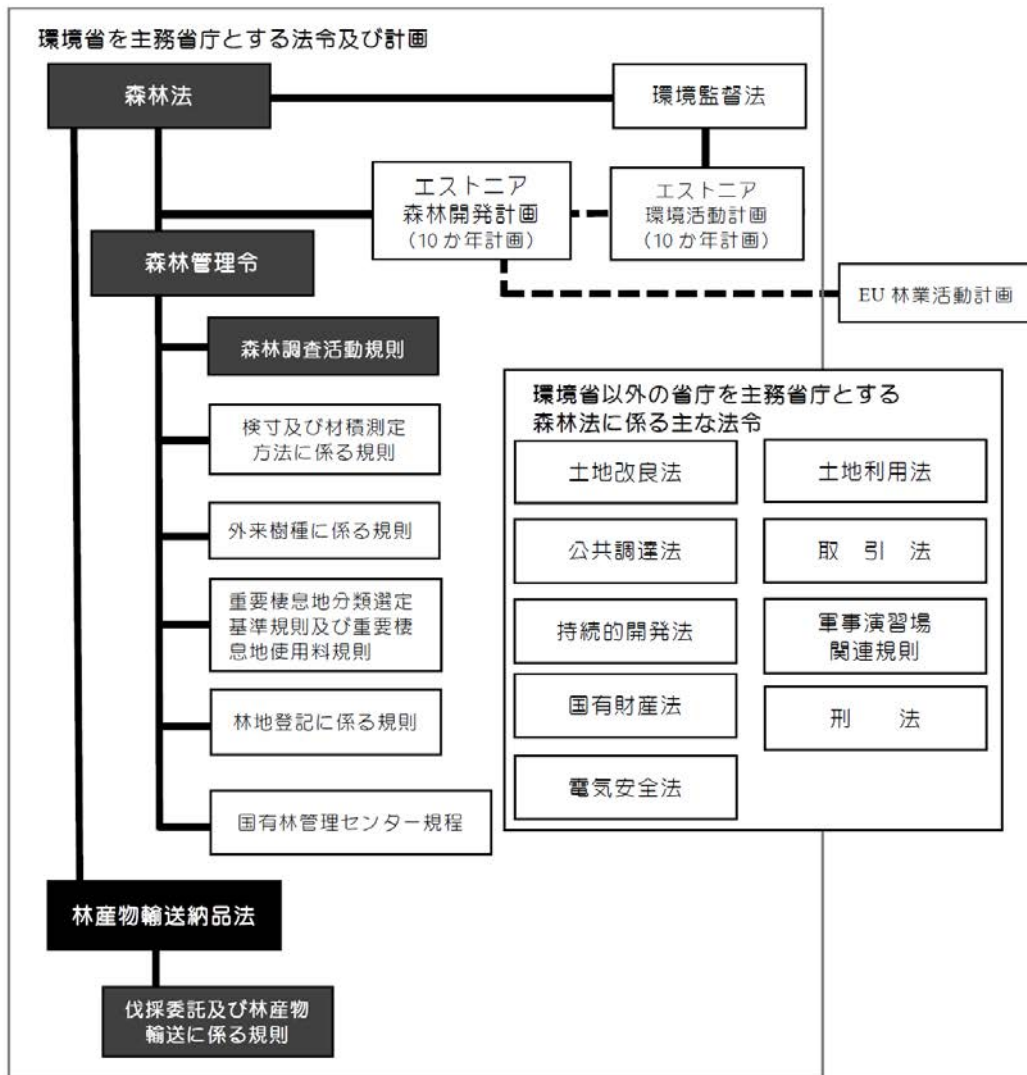 環境省を主務省庁とする法令及び計画
森林法
環境監督法
エストニア
森林開発計画
(10か年計画)
エストニア
環境活動計画
(10か年計画)
森林管理令
EU 林業活動計画
森林調査活動規則
検寸及び材積測定
方法に係る規則
外来樹種に係る規則
重要棲息地分類選定
基準規則及び重要棲
息地使用料規則
林地登記に係る規則
国有林管理センター規程
環境省以外の省庁を主務省庁とする
森林法に係る主な法令
土地改良法
土地利用法
公共調達法
取引法
持続的開発法
軍事演習場
関連規則
国有財産法
刑法
電気安全法
林産物輸送納品法
伐採委託及び林産物
輸送に係る規則